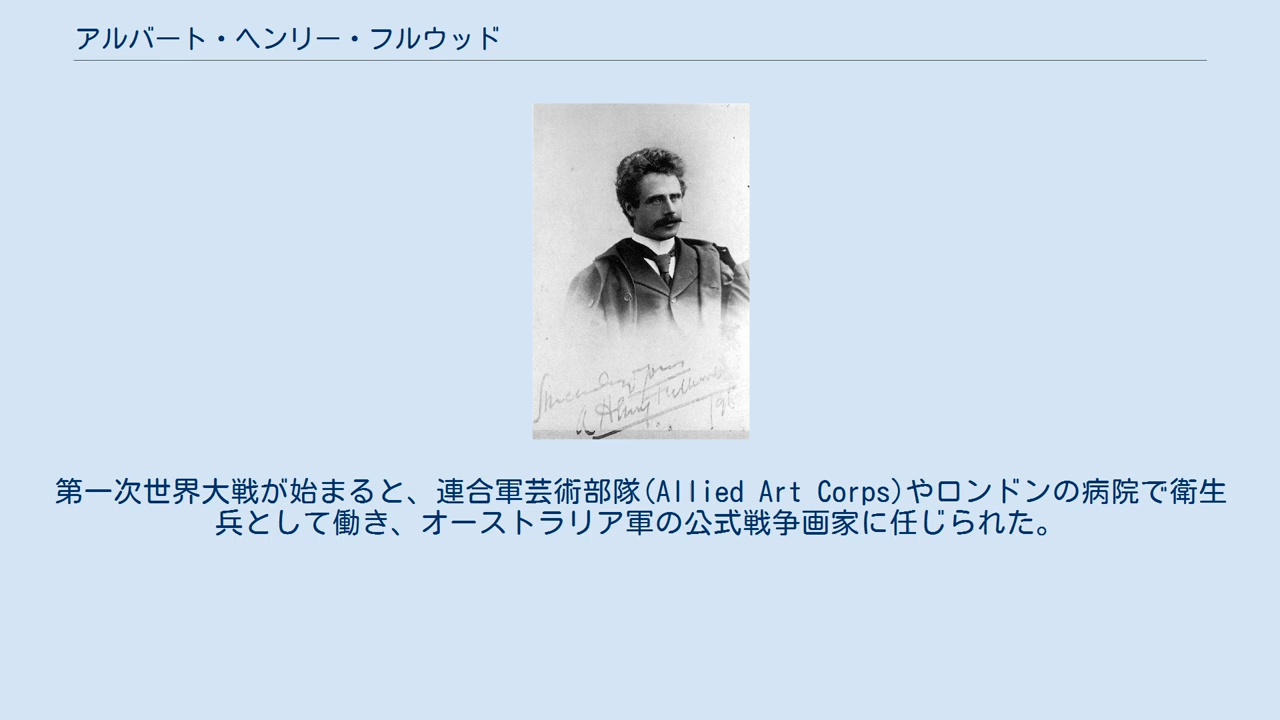 アルバート・ヘンリー・フルウッド
A Henry Fullwood
第一次世界大戦が始まると、連合軍芸術部隊(Allied Art Corps)やロンドンの病院で衛生
兵として働き、オーストラリア軍の公式戦争画家に任じられた。